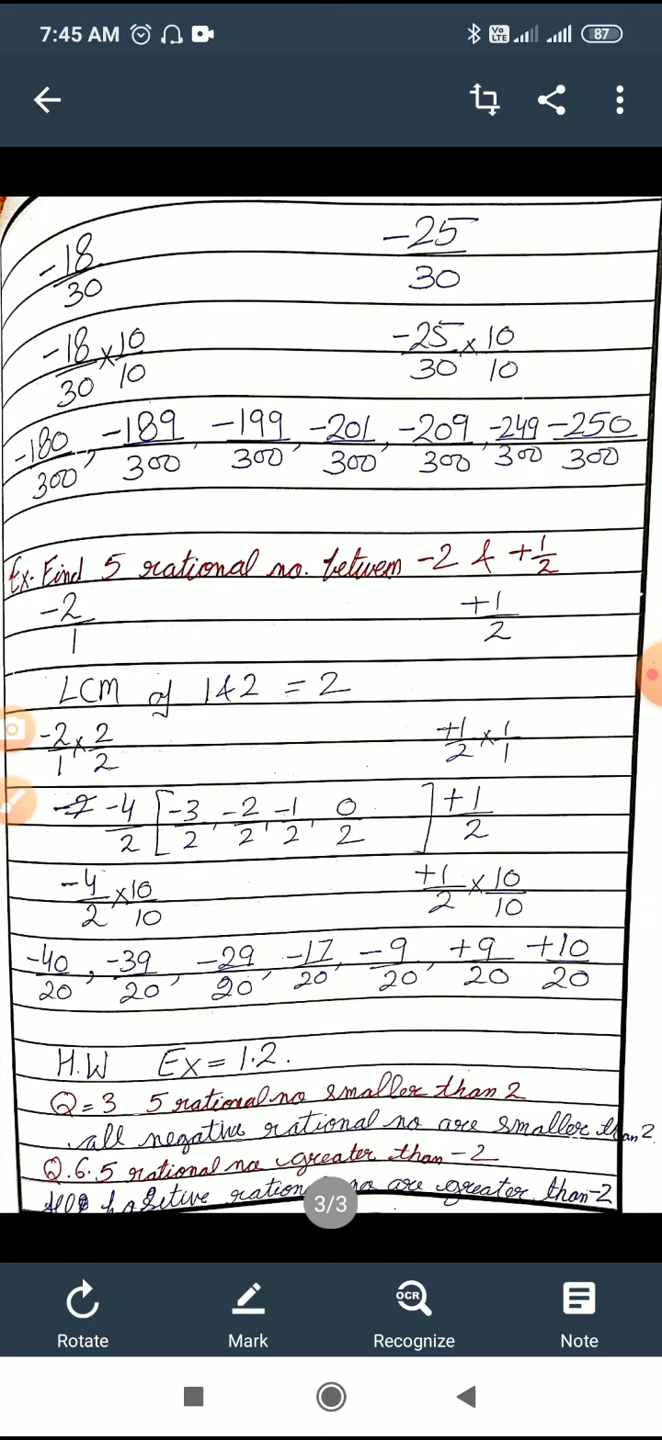 7:45 AM Vo LTE 87
-18/30 -25/30
-18/30 × 10/10 -25/30 × 10/10
-180/300, -189/300, -199/300, -201/300, -209/300, -249/300 -250/300
Ex. Find 5 rational no. betwem -2 & +1/2
-2/1 +1/2
LCM of 1&2 = 2
-2/1 × 2/2 +1/2 × 1/1
-4/2 [-3/2, -2/2, -1/2, 0/2 ] +1/2
-4/2 × 10/10 +1/2 × 10/10
-40/20, -39/20, -29/20, -17/20, -9/20, +9/20 +10/20
H.W Ex = 1.2.
Q = 3 5 rational no smaller than 2
all negative rational no are smaller than 2
Q.6. 5 rational no greater than -2
rational no are greater than -2
3/3
Rotate Mark OCR Recognize Note